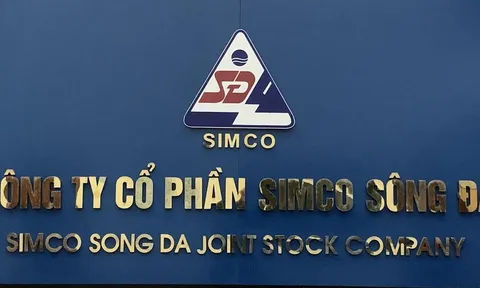 SD
SIMCO
ÔNG TY CỔ PHẦN SIMCO SÔNG Đ
SIMCO SONG DA JOINT STOCK COMPANY